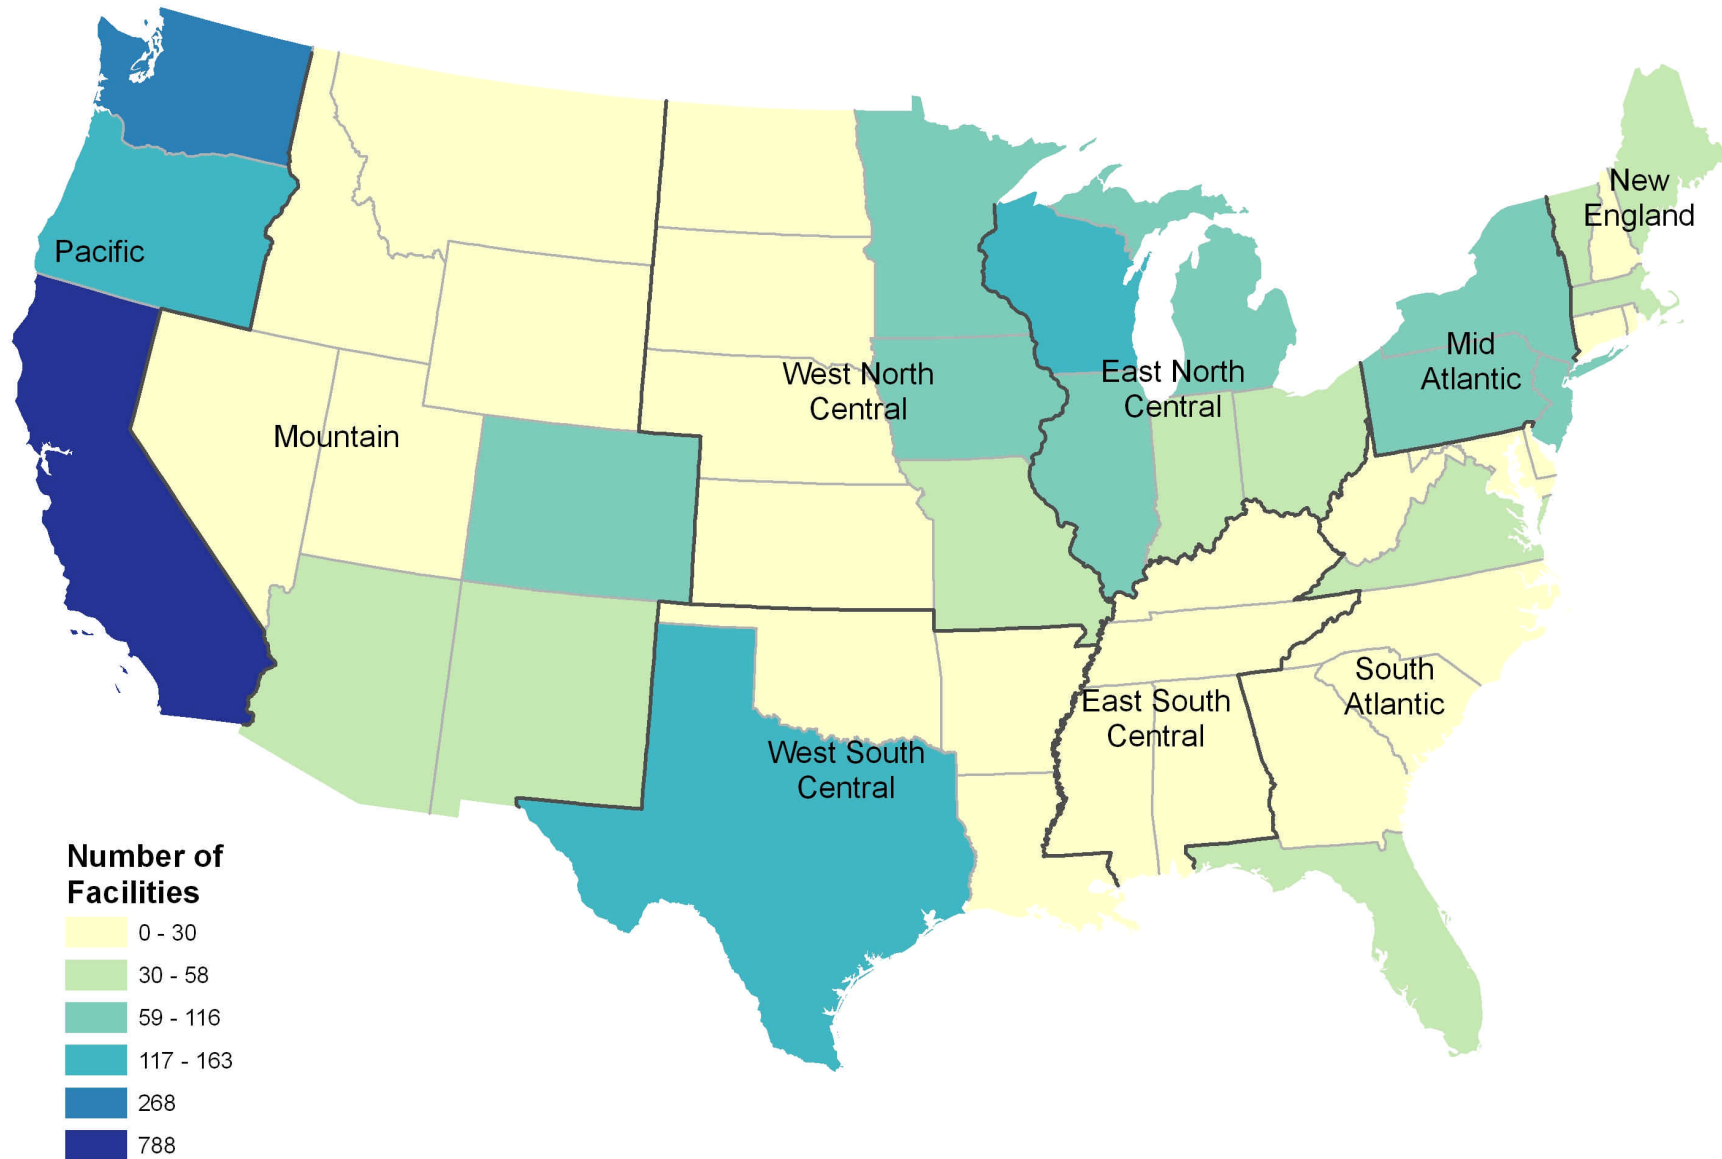 New
England
Pacific
Mid
Atlantic
West North
Central
East North
Central
Mountain
South
Atlantic
East South
Central
West South
Central
Number of
Facilities
0 - 30
30 - 58
59 - 116
117 - 163
268
788